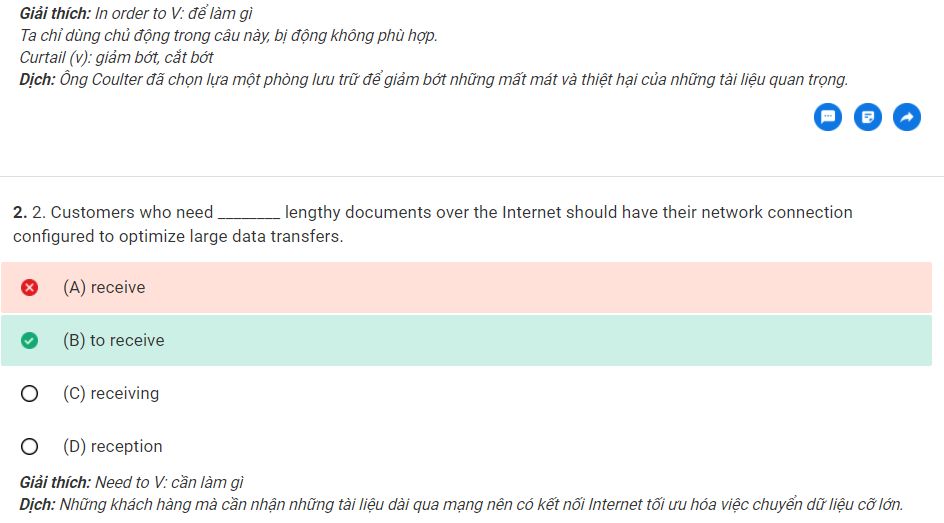 Giải thích: In order to V: để làm gì
Ta chỉ dùng chủ động trong câu này, bị động không phù hợp.
Curtail (v): giảm bớt, cắt bớt
Dịch: Ông Coulter đã chọn lựa một phòng lưu trữ để giảm bớt những mất mát và thiệt hại của những tài liệu quan trọng.
2. 2. Customers who need ________ lengthy documents over the Internet should have their network connection
configured to optimize large data transfers.
(A) receive
(B) to receive
(C) receiving
(D) reception
Giải thích: Need to V: cần làm gì
Dịch: Những khách hàng mà cần nhận những tài liệu dài qua mạng nên có kết nối Internet tối ưu hóa việc chuyển dữ liệu cỡ lớn.